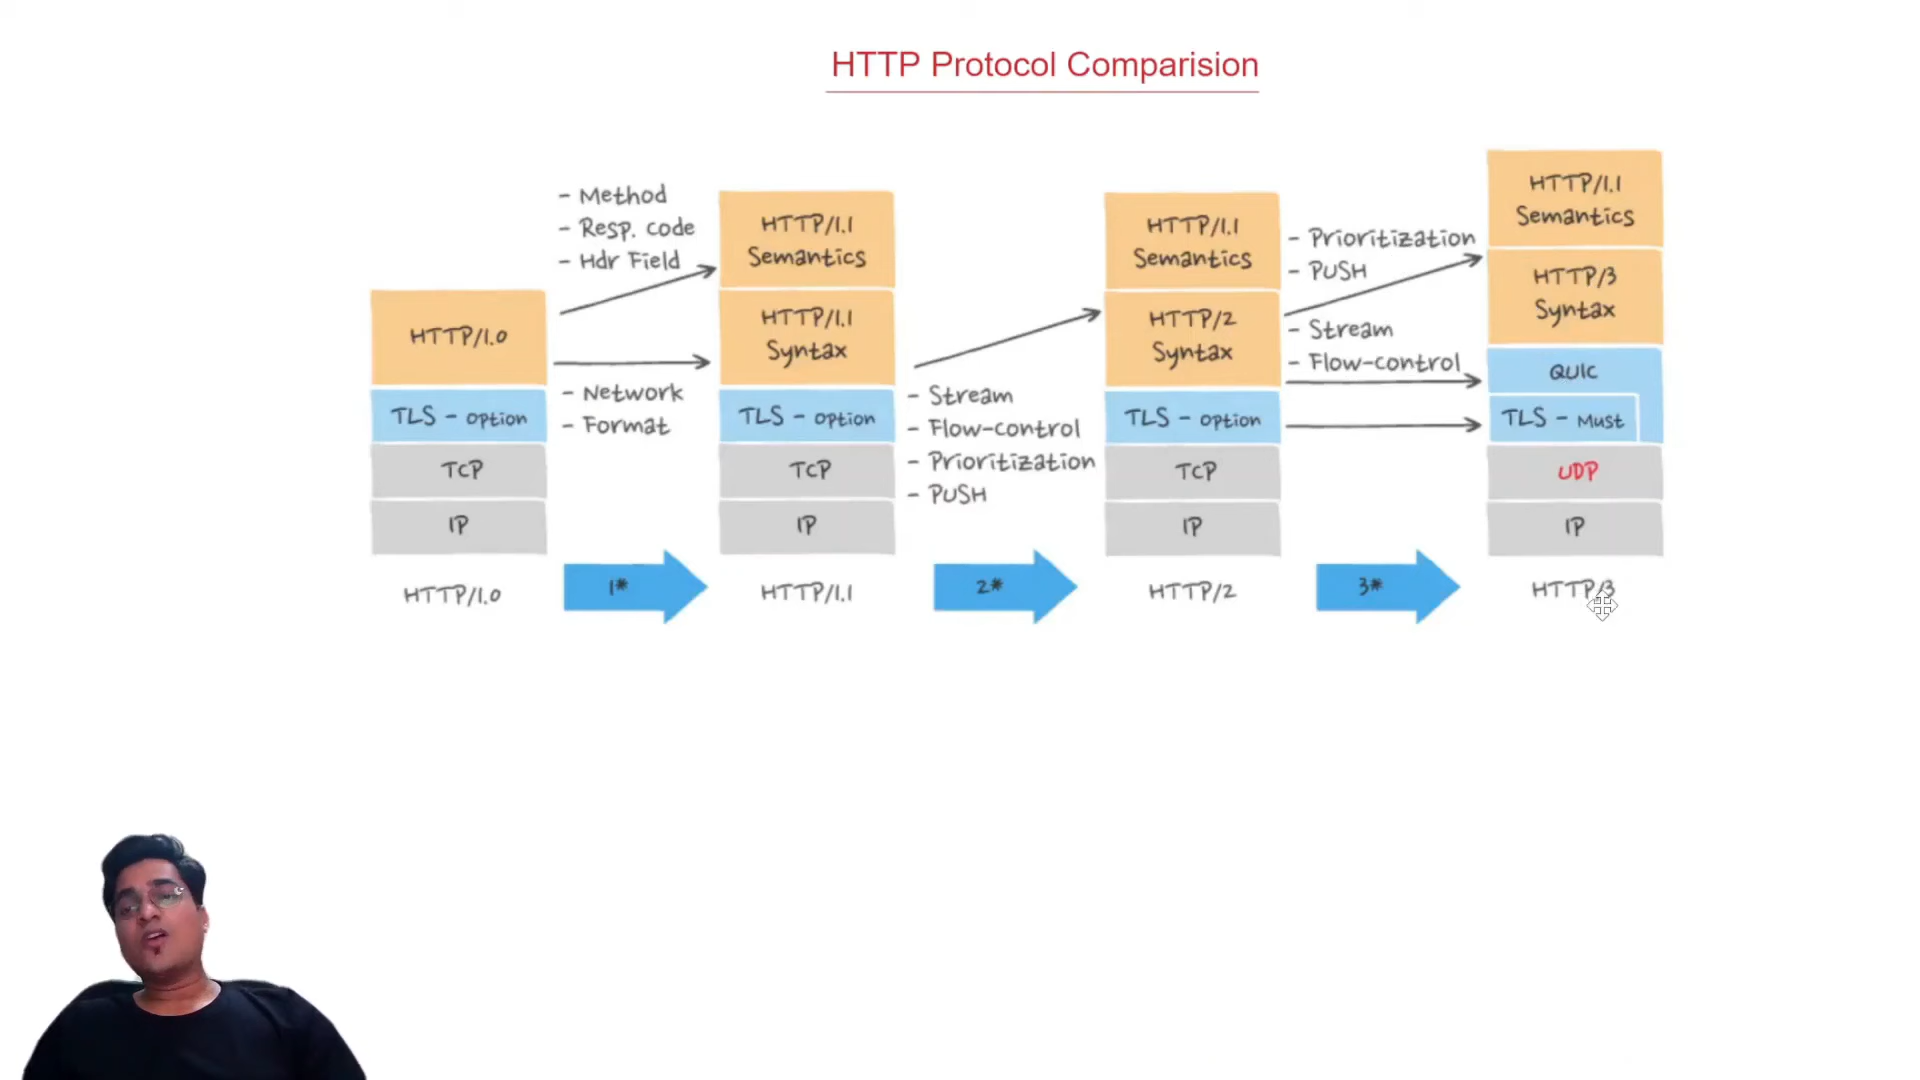 HTTP Protocol Comparision
- Method
- Resp. code
- Hdr Field
- Network
- Format
HTTP/1.0
TLS - option
TCP
IP
HTTP/1.0
1*
HTTP/1.1
Semantics
HTTP/1.1
Syntax
TLS - option
TCP
IP
HTTP/1.1
- Stream
- Flow-control
- Prioritization
- PUSH
2*
HTTP/1.1
Semantics
HTTP/2
Syntax
TLS - option
TCP
IP
HTTP/2
- Prioritization
- PUSH
- Stream
- Flow-control
3*
HTTP/1.1
Semantics
HTTP/3
Syntax
QUIC
TLS - Must
UDP
IP
HTTP/3